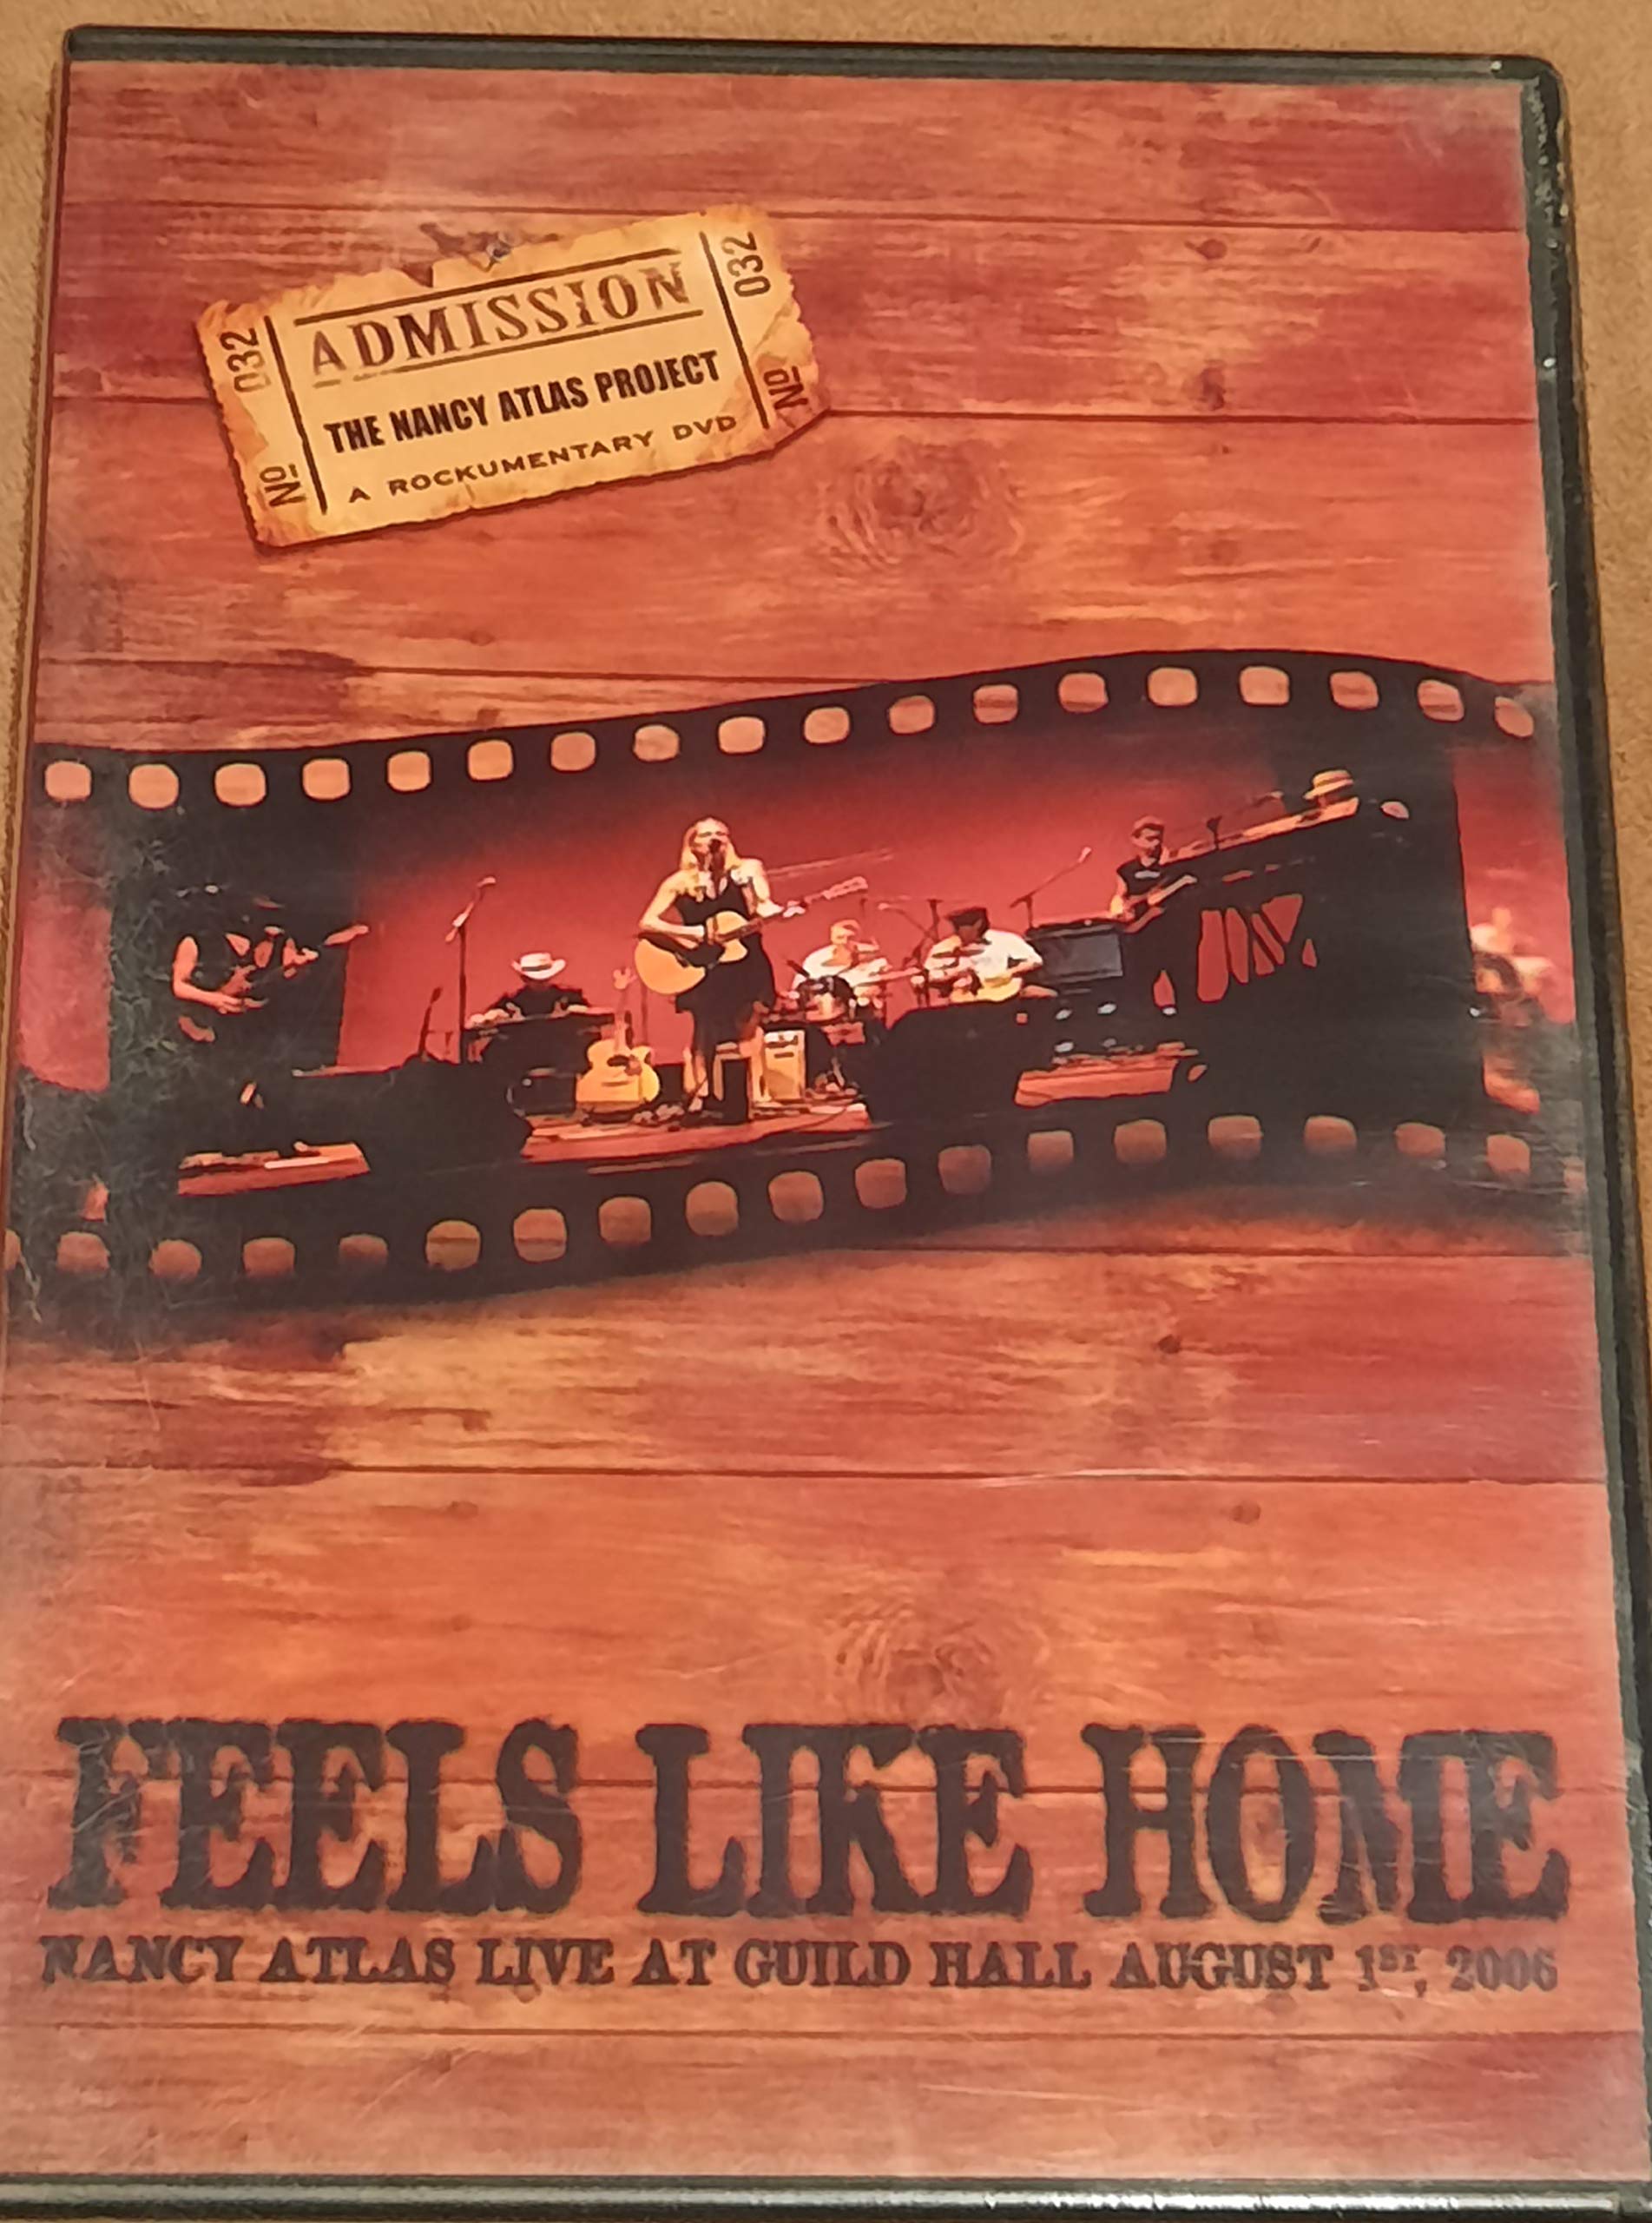 ADMISSION
THE NANCY ATLAS PROJECT
A ROCKUMENTARY DVD
No 032
No 032
FEELS LIKE HOME
NANCY ATLAS LIVE AT GUILD HALL AUGUST 1ST, 2006